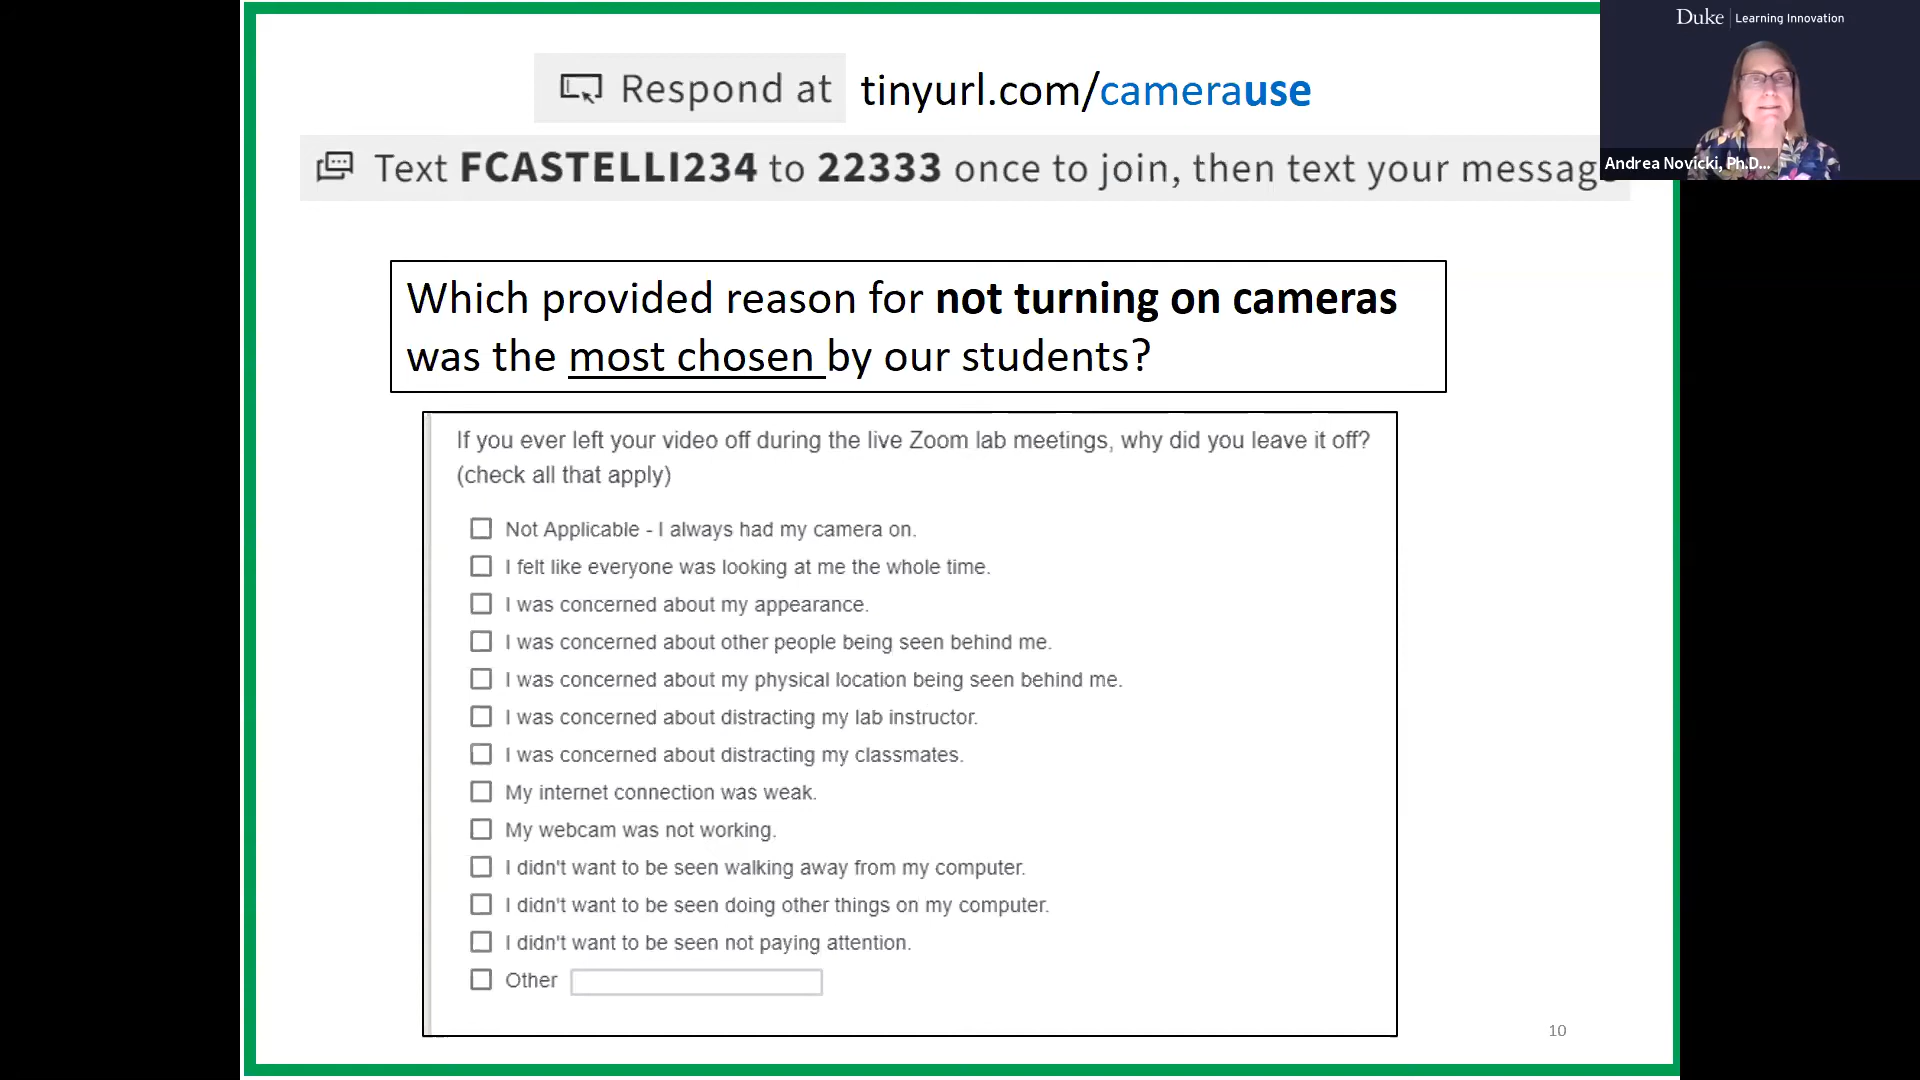 Duke | Learning Innovation
Respond at tinyurl.com/camerause
Text FCASTELLI234 to 22333 once to join, then text your messag
Andrea Novicki, Ph.D...
Which provided reason for not turning on cameras
was the most chosen by our students?
If you ever left your video off during the live Zoom lab meetings, why did you leave it off?
(check all that apply)
Not Applicable - I always had my camera on.
I felt like everyone was looking at me the whole time.
I was concerned about my appearance.
I was concerned about other people being seen behind me.
I was concerned about my physical location being seen behind me.
I was concerned about distracting my lab instructor.
I was concerned about distracting my classmates.
My internet connection was weak.
My webcam was not working.
I didn't want to be seen walking away from my computer.
I didn't want to be seen doing other things on my computer.
I didn't want to be seen not paying attention.
Other
10